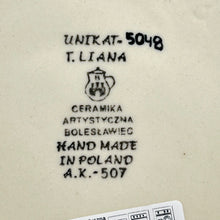 UNIKAT-5048
T. LIANA
CERAMIKA
ARTYSTYCZNA
BOLESŁAWIEC
HAND MADE
IN POLAND
A.K.-507